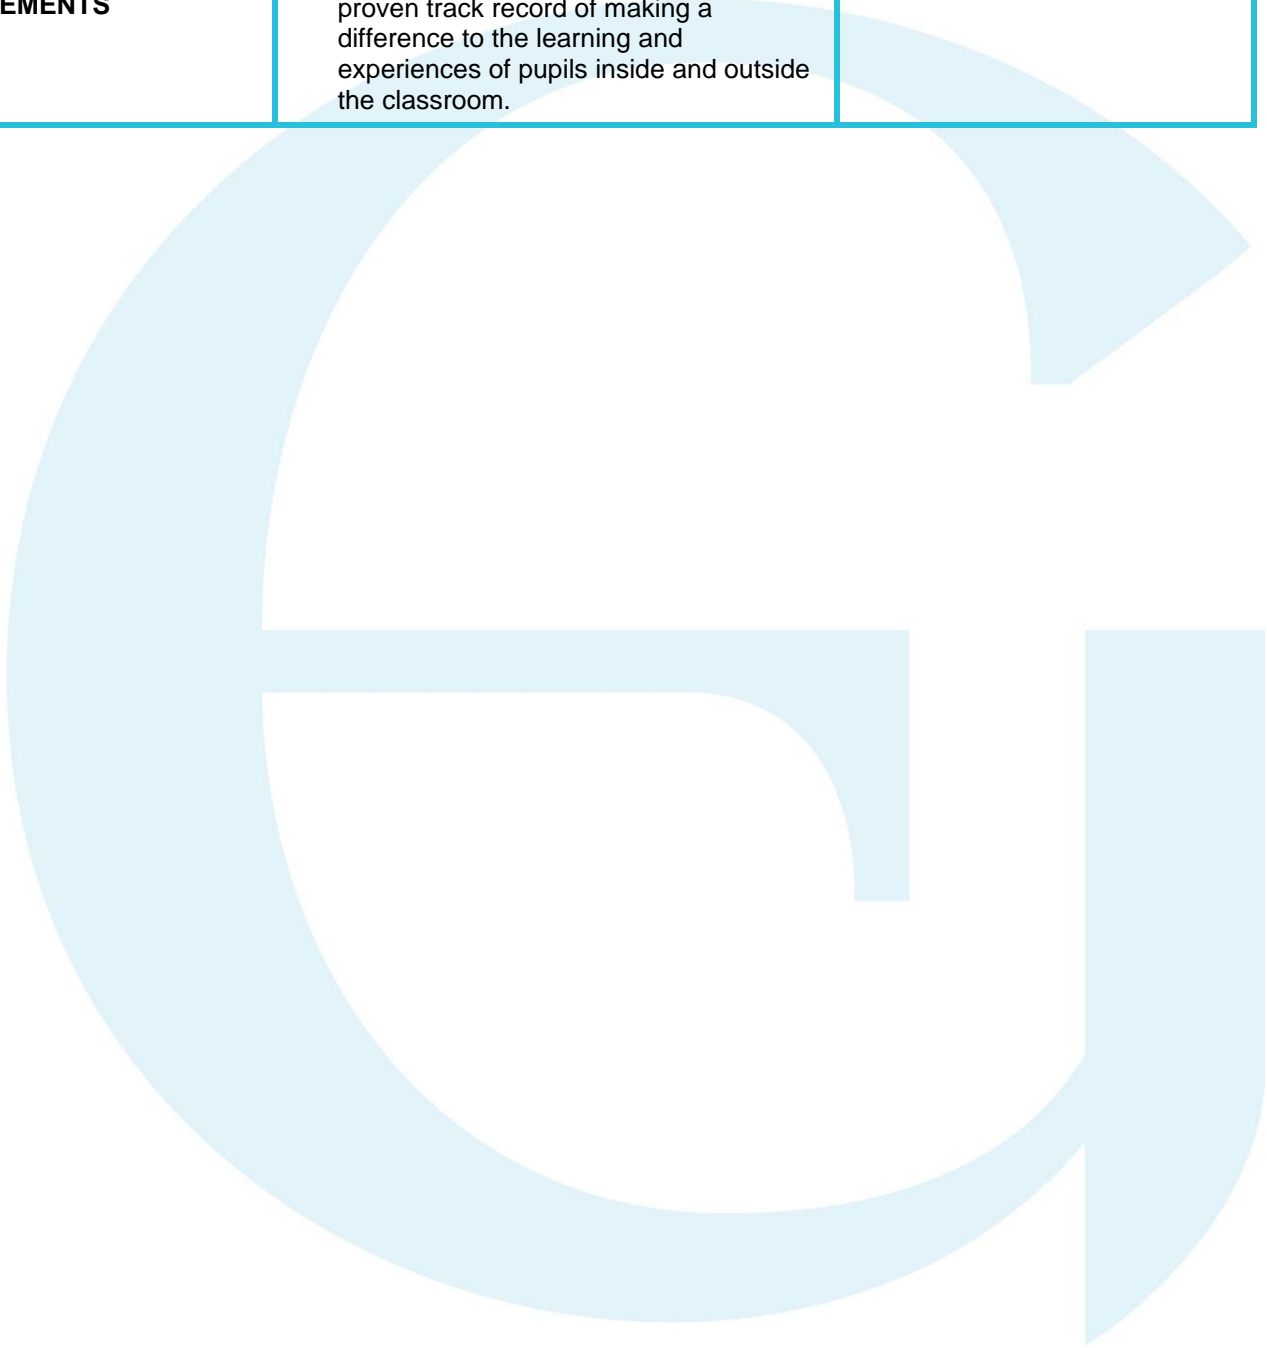 EMENTS
proven track record of making a
difference to the learning and
experiences of pupils inside and outside
the classroom.